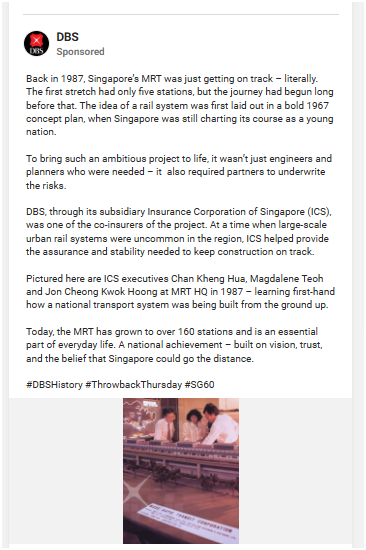 DBS
Sponsored
DBS
Back in 1987, Singapore's MRT was just getting on track – literally.
The first stretch had only five stations, but the journey had begun long
before that. The idea of a rail system was first laid out in a bold 1967
concept plan, when Singapore was still charting its course as a young
nation.
To bring such an ambitious project to life, it wasn't just engineers and
planners who were needed – it  also required partners to underwrite
the risks.
DBS, through its subsidiary Insurance Corporation of Singapore (ICS),
was one of the co-insurers of the project. At a time when large-scale
urban rail systems were uncommon in the region, ICS helped provide
the assurance and stability needed to keep construction on track.
Pictured here are ICS executives Chan Kheng Hua, Magdalene Teoh
and Jon Cheong Kwok Hoong at MRT HQ in 1987 – learning first-hand
how a national transport system was being built from the ground up.
Today, the MRT has grown to over 160 stations and is an essential
part of everyday life. A national achievement – built on vision, trust,
and the belief that Singapore could go the distance.
#DBSHistory #ThrowbackThursday #SG60
TRANSIT CORPORATION